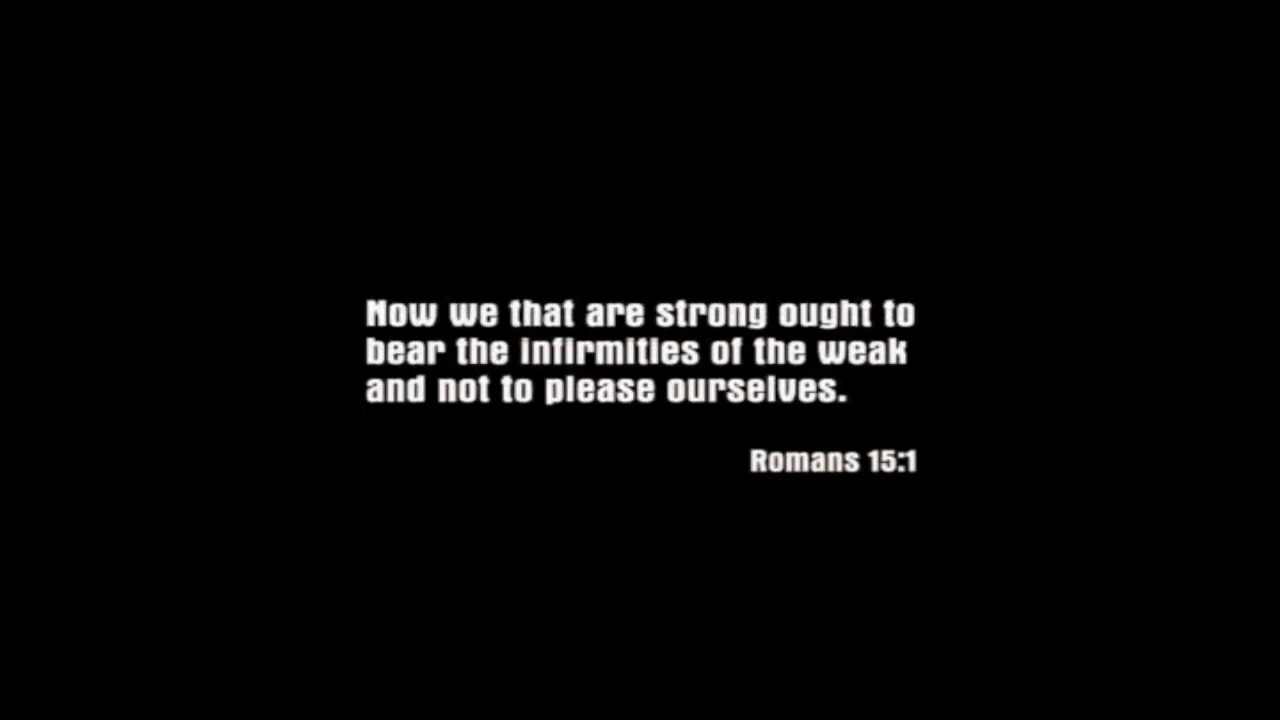 Now we that are strong ought to
bear the infirmities of the weak
and not to please ourselves.
Romans 15:1